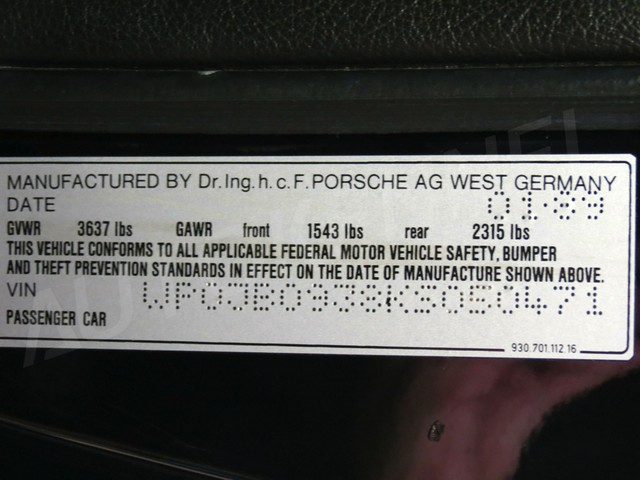 MANUFACTURED BY Dr.Ing.h.c.F.PORSCHE AG WEST GERMANY
DATE 01·89
GVWR 3637 lbs GAWR front 1543 lbs rear 2315 lbs
THIS VEHICLE CONFORMS TO ALL APPLICABLE FEDERAL MOTOR VEHICLE SAFETY, BUMPER
AND THEFT PREVENTION STANDARDS IN EFFECT ON THE DATE OF MANUFACTURE SHOWN ABOVE.
VIN WP0JB0938KS050471
PASSENGER CAR
930.701.112.16